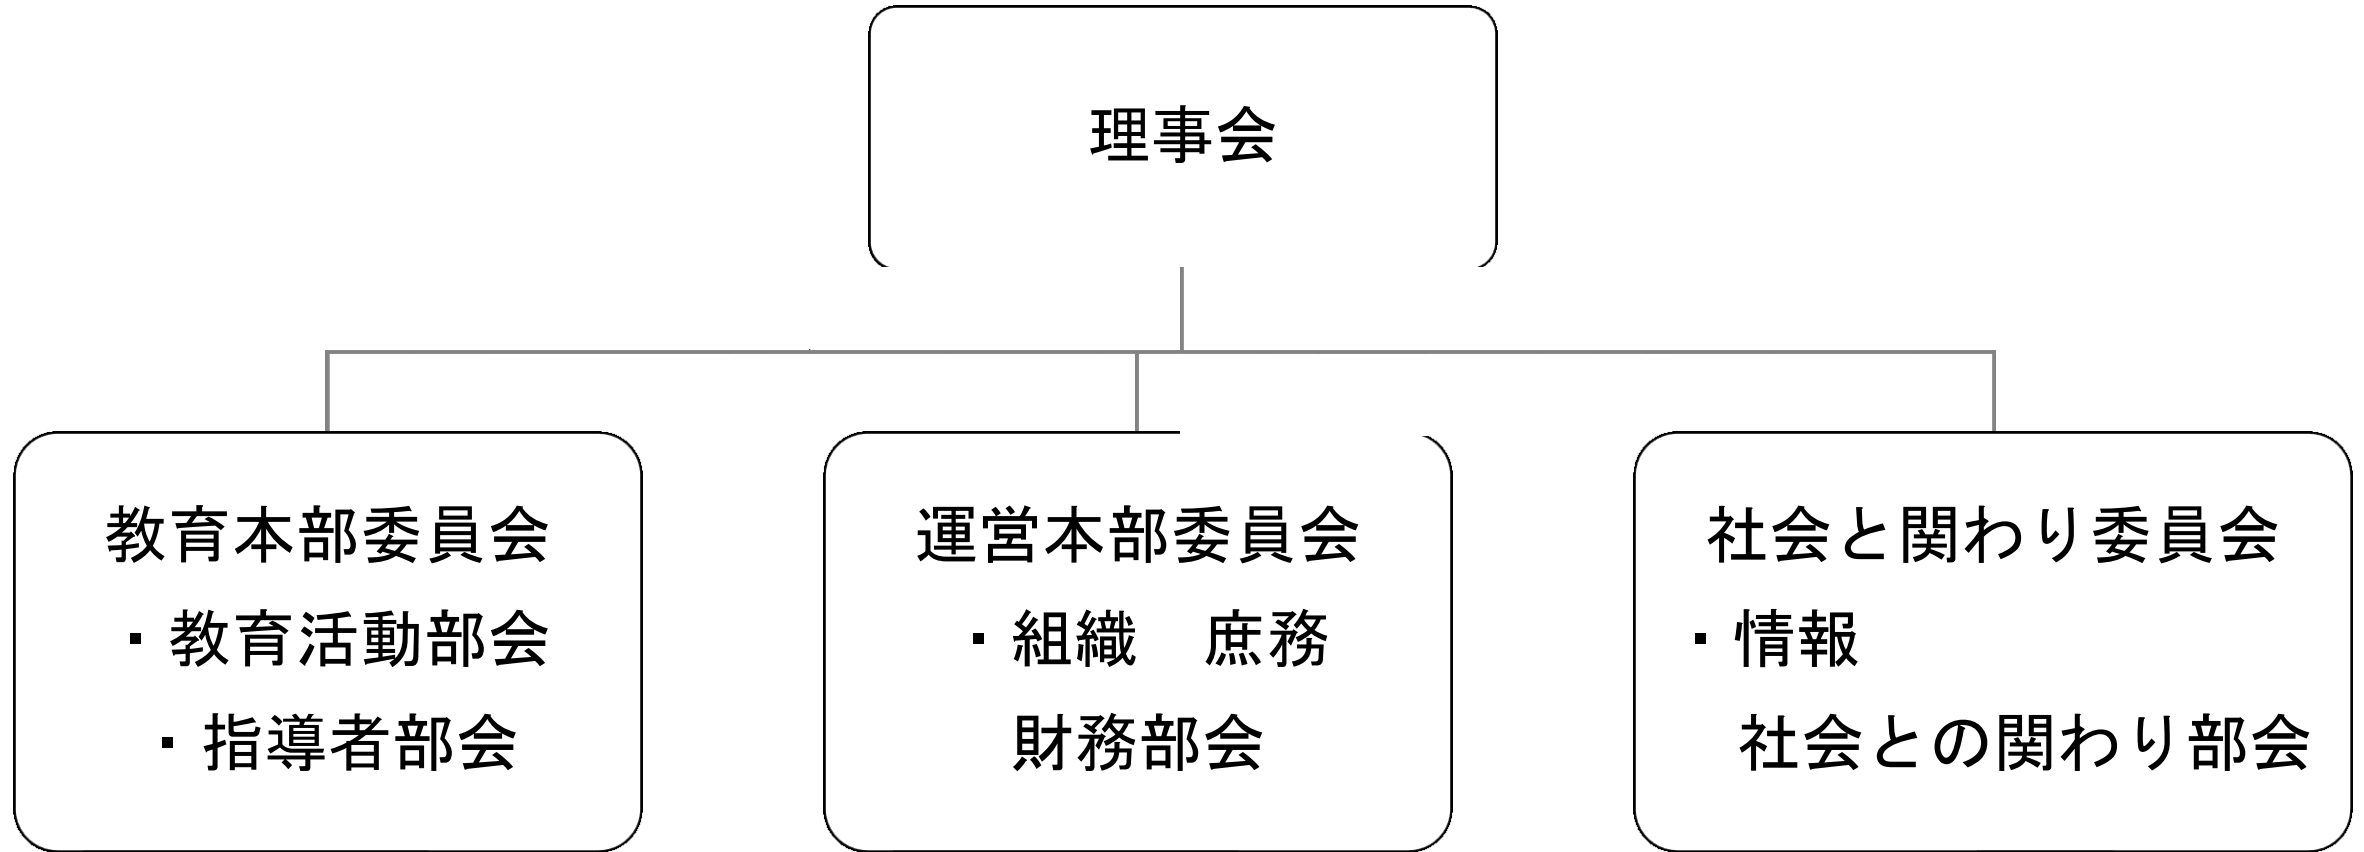 理事会
教育本部委員会
・教育活動部会
・指導者部会
運営本部委員会
・組織　庶務
財務部会
社会と関わり委員会
・情報
社会との関わり部会